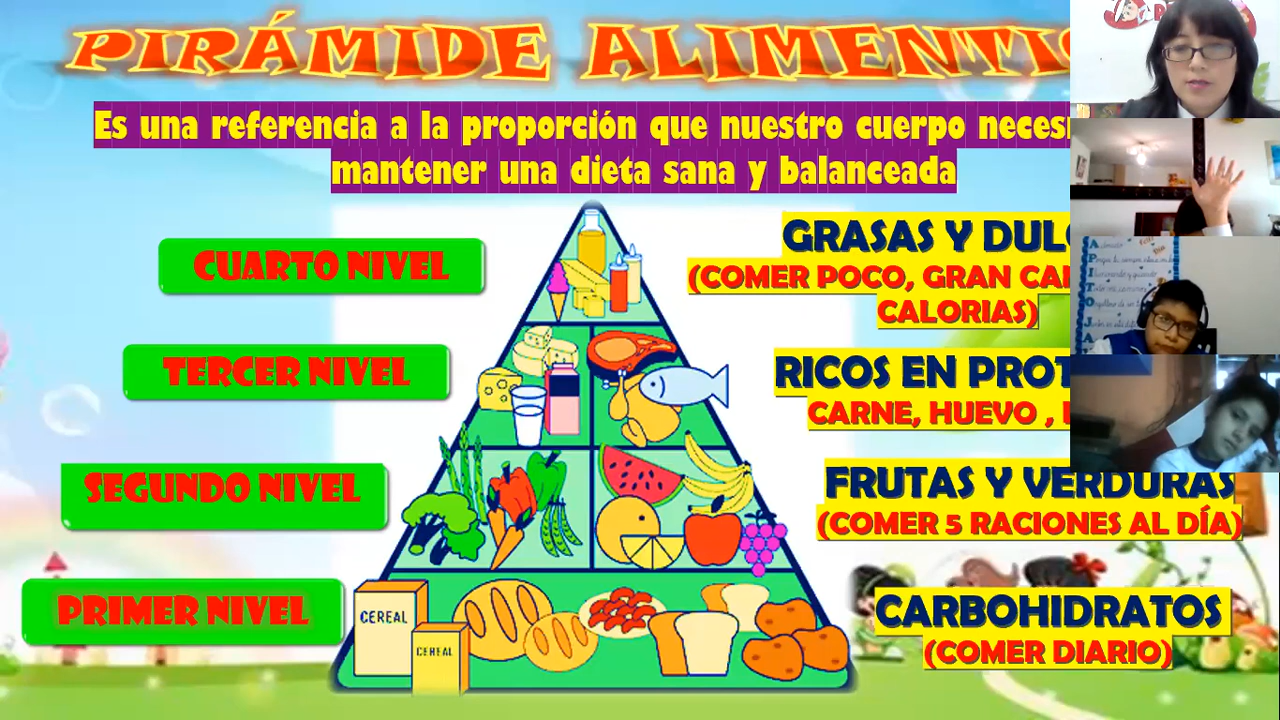 PIRÁMIDE ALIMENTIC
Es una referencia a la proporción que nuestro cuerpo neces
mantener una dieta sana y balanceada
CUARTO NIVEL
GRASAS Y DUL
(COMER POCO, GRAN CA
CALORIAS)
TERCER NIVEL
RICOS EN PROT
CARNE, HUEVO ,
SEGUNDO NIVEL
FRUTAS Y VERDURAS
(COMER 5 RACIONES AL DÍA)
PRIMER NIVEL
CARBOHIDRATOS
(COMER DIARIO)
CEREAL
CEREAL